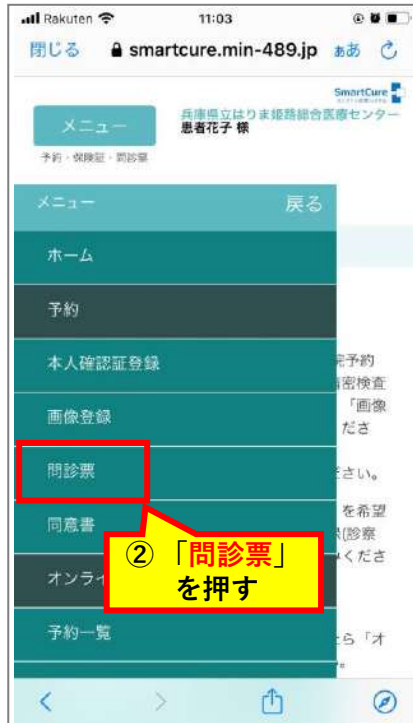 Rakuten 11:03
閉じる smartcure.min-489.jp ぁあ
SmartCure
メニュー
兵庫県立はりま姫路総合医療センター
患者花子 様
予約・保険証・問診票
メニュー 戻る
ホーム
予約
本人確認証登録
院予約
画像登録
密検査
「画像
ださ
問診票
ださい。
同意書
を希望
(診察
② 「問診票」
を押す
くださ
オンライ
予約一覧
ら「オ